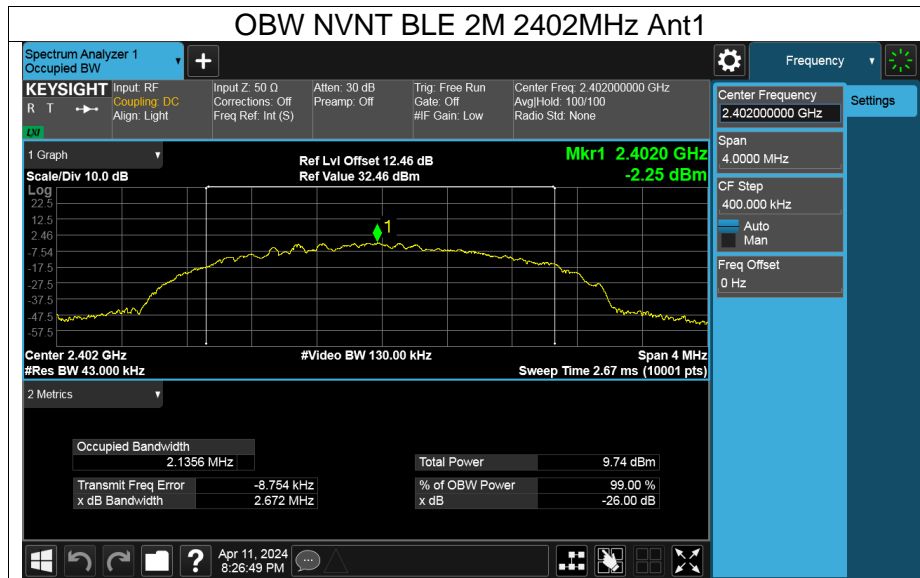 OBW NVNT BLE 2M 2402MHz Ant1
Spectrum Analyzer 1
Occupied BW
+
Frequency
KEYSIGHT
R T
LXI
Input: RF
Coupling: DC
Align: Light
Input Z: 50 Ω
Corrections: Off
Freq Ref: Int (S)
Atten: 30 dB
Preamp: Off
Trig: Free Run
Gate: Off
#IF Gain: Low
Center Freq: 2.402000000 GHz
Avg|Hold: 100/100
Radio Std: None
Center Frequency
2.402000000 GHz
Settings
Span
4.0000 MHz
CF Step
400.000 kHz
Auto
Man
Freq Offset
0 Hz
1 Graph
Scale/Div 10.0 dB
Ref Lvl Offset 12.46 dB
Ref Value 32.46 dBm
Mkr1 2.4020 GHz
-2.25 dBm
Log
22.5
12.5
2.46
-7.54
-17.5
-27.5
-37.5
-47.5
-57.5
1
Center 2.402 GHz
#Video BW 130.00 kHz
Span 4 MHz
#Res BW 43.000 kHz
Sweep Time 2.67 ms (10001 pts)
2 Metrics
Occupied Bandwidth
2.1356 MHz
Total Power 9.74 dBm
Transmit Freq Error -8.754 kHz
% of OBW Power 99.00 %
x dB Bandwidth 2.672 MHz
x dB -26.00 dB
?
Apr 11, 2024
8:26:49 PM